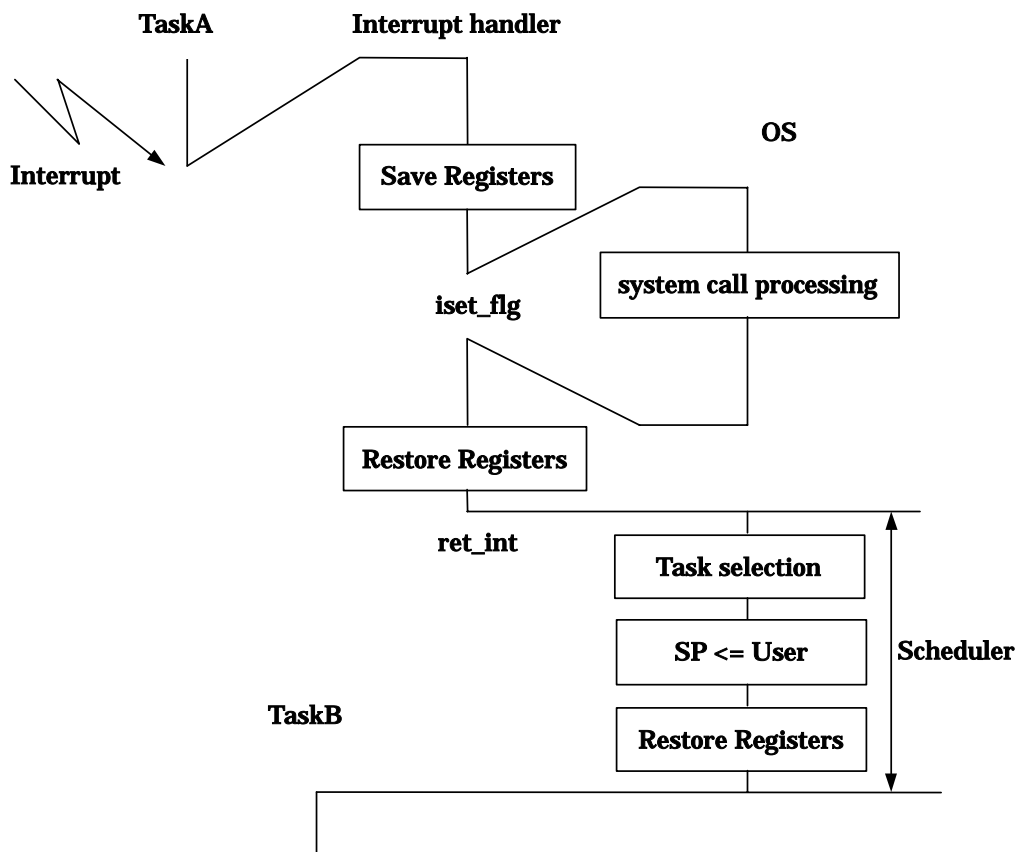 TaskA
Interrupt handler
OS
Interrupt
Save Registers
system call processing
iset_flg
Restore Registers
ret_int
Task selection
SP <= User
Scheduler
TaskB
Restore Registers